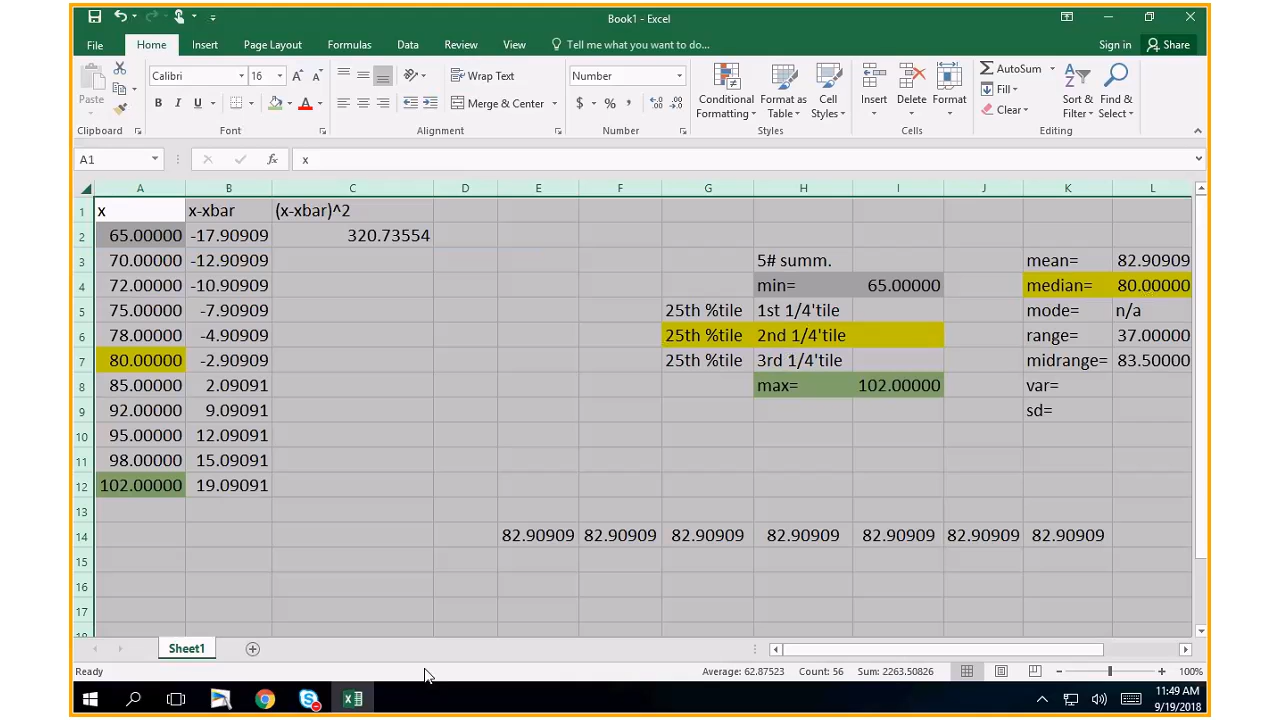 Book1 - Excel
File Home Insert Page Layout Formulas Data Review View Tell me what you want to do... Sign in Share
Paste Calibri 16 A A Wrap Text Number AutoSum
Fill
B I U A Merge & Center $ % , .00 Conditional Formatting Format as Table Cell Styles Insert Delete Format Clear Sort & Filter Find & Select
Clipboard Font Alignment Number Styles Cells Editing
A1 fx x
A B C D E F G H I J K L
1 x x-xbar (x-xbar)^2
2 65.00000 -17.90909 320.73554
3 70.00000 -12.90909 5# summ. mean= 82.90909
4 72.00000 -10.90909 min= 65.00000 median= 80.00000
5 75.00000 -7.90909 25th %tile 1st 1/4'tile mode= n/a
6 78.00000 -4.90909 25th %tile 2nd 1/4'tile range= 37.00000
7 80.00000 -2.90909 25th %tile 3rd 1/4'tile midrange= 83.50000
8 85.00000 2.09091 max= 102.00000 var=
9 92.00000 9.09091 sd=
10 95.00000 12.09091
11 98.00000 15.09091
12 102.00000 19.09091
13
14 82.90909 82.90909 82.90909 82.90909 82.90909 82.90909 82.90909
15
16
17
Sheet1
Ready Average: 62.87523 Count: 56 Sum: 2263.50826 100%
11:49 AM
9/19/2018